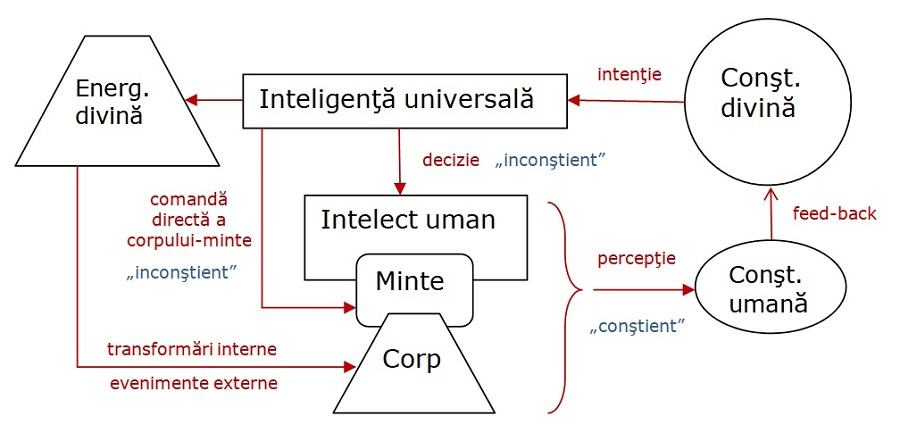 Energ.
divină
Inteligenţă universală
intenţie
Conşt.
divină
decizie „inconştient”
comandă
directă a
corpului-minte
„inconştient”
Intelect uman
Minte
Corp
percepţie
„conştient”
feed-back
Conşt.
umană
transformări interne
evenimente externe